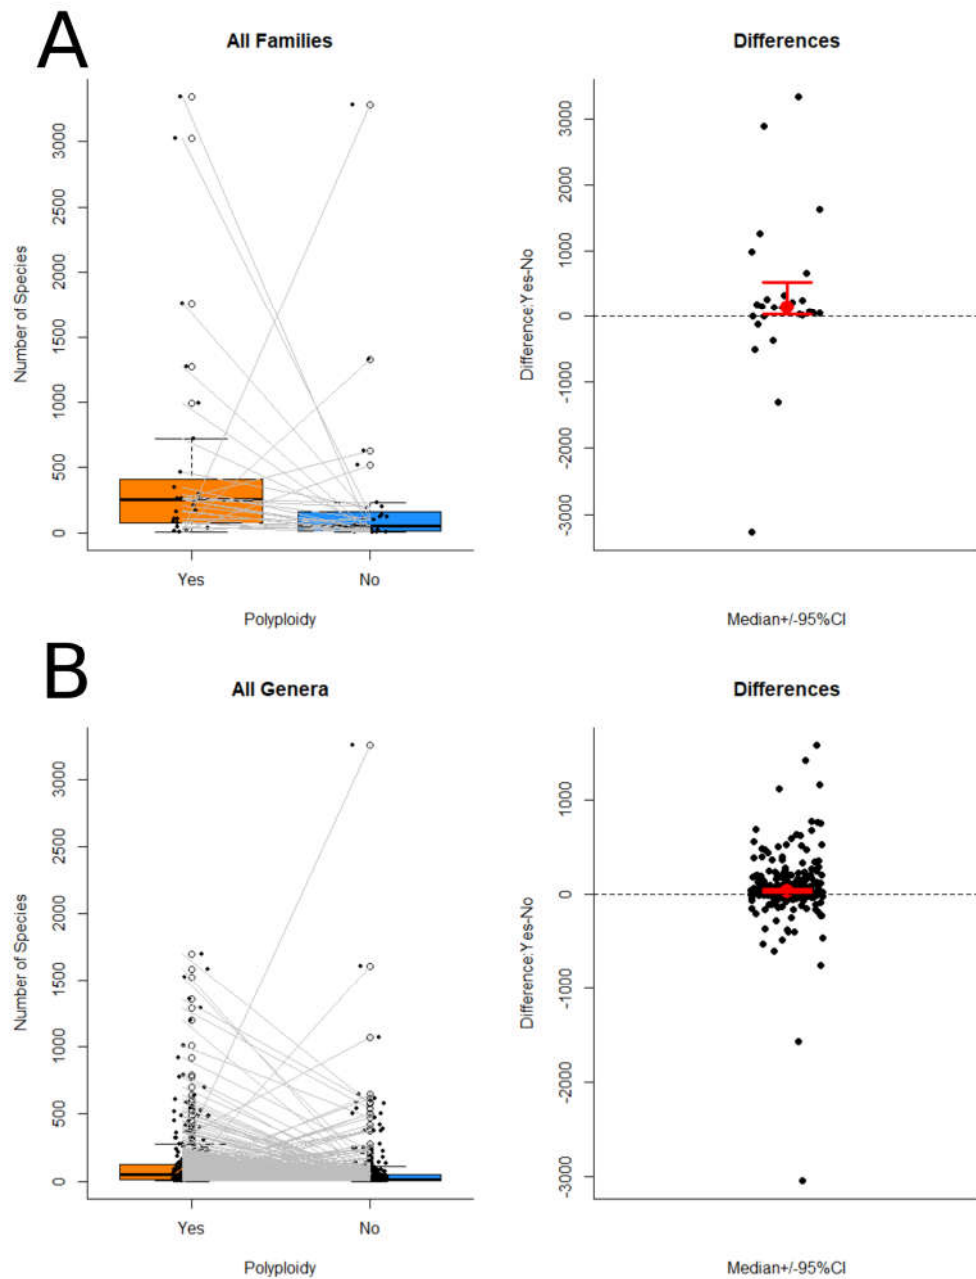 A
All Families
Differences
Number of Species
0
500
1000
1500
2000
2500
3000
Yes
No
Polyploidy
Difference:Yes-No
-3000
-2000
-1000
0
1000
2000
3000
Median+/-95%CI
B
All Genera
Differences
Number of Species
0
500
1000
1500
2000
2500
3000
Yes
No
Polyploidy
Difference:Yes-No
-3000
-2000
-1000
0
1000
Median+/-95%CI